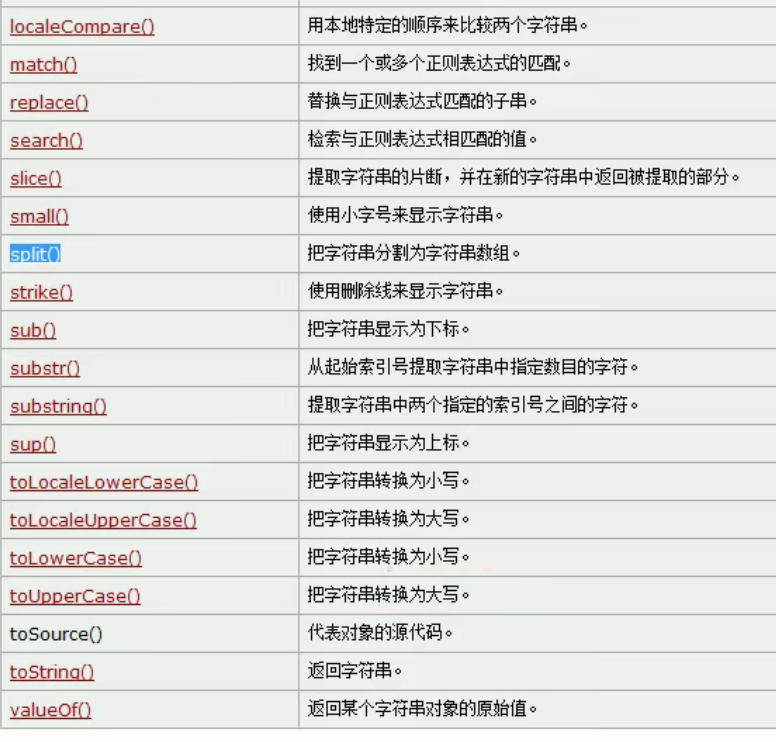 localeCompare() 用本地特定的顺序来比较两个字符串。
match() 找到一个或多个正则表达式的匹配。
replace() 替换与正则表达式匹配的子串。
search() 检索与正则表达式相匹配的值。
slice() 提取字符串的片断，并在新的字符串中返回被提取的部分。
small() 使用小字号来显示字符串。
split() 把字符串分割为字符串数组。
strike() 使用删除线来显示字符串。
sub() 把字符串显示为下标。
substr() 从起始索引号提取字符串中指定数目的字符。
substring() 提取字符串中两个指定的索引号之间的字符。
sup() 把字符串显示为上标。
toLocaleLowerCase() 把字符串转换为小写。
toLocaleUpperCase() 把字符串转换为大写。
toLowerCase() 把字符串转换为小写。
toUpperCase() 把字符串转换为大写。
toSource() 代表对象的源代码。
toString() 返回字符串。
valueOf() 返回某个字符串对象的原始值。